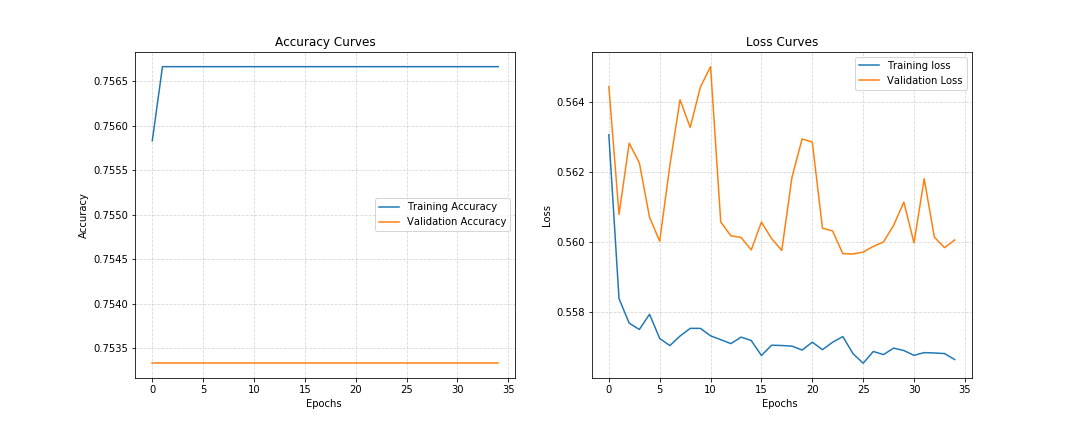 Accuracy Curves
Accuracy
0.7565
0.7560
0.7555
0.7550
0.7545
0.7540
0.7535
Training Accuracy
Validation Accuracy
0 5 10 15 20 25 30 35
Epochs
Loss Curves
Loss
0.564
0.562
0.560
0.558
Training loss
Validation Loss
0 5 10 15 20 25 30 35
Epochs